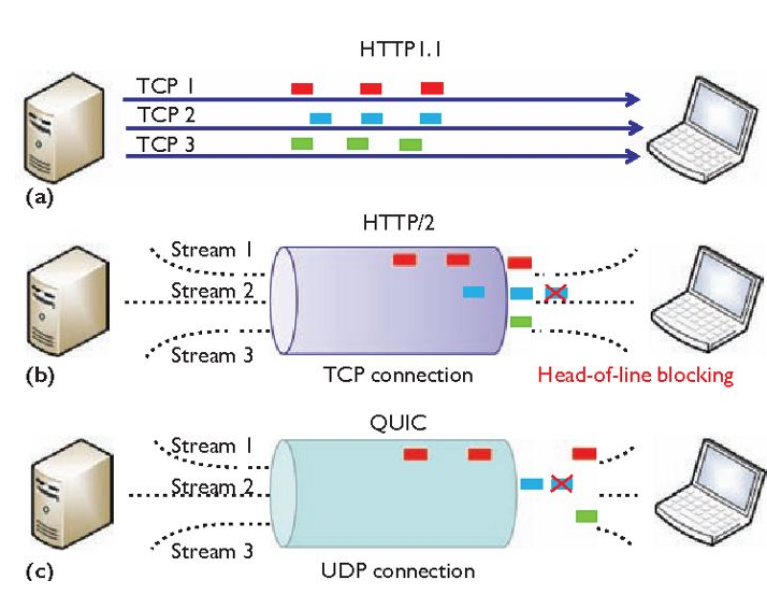 HTTP1.1
TCP 1
TCP 2
TCP 3
(a)
HTTP/2
Stream 1
Stream 2
Stream 3
(b)
TCP connection
Head-of-line blocking
QUIC
Stream 1
Stream 2
Stream 3
(c)
UDP connection